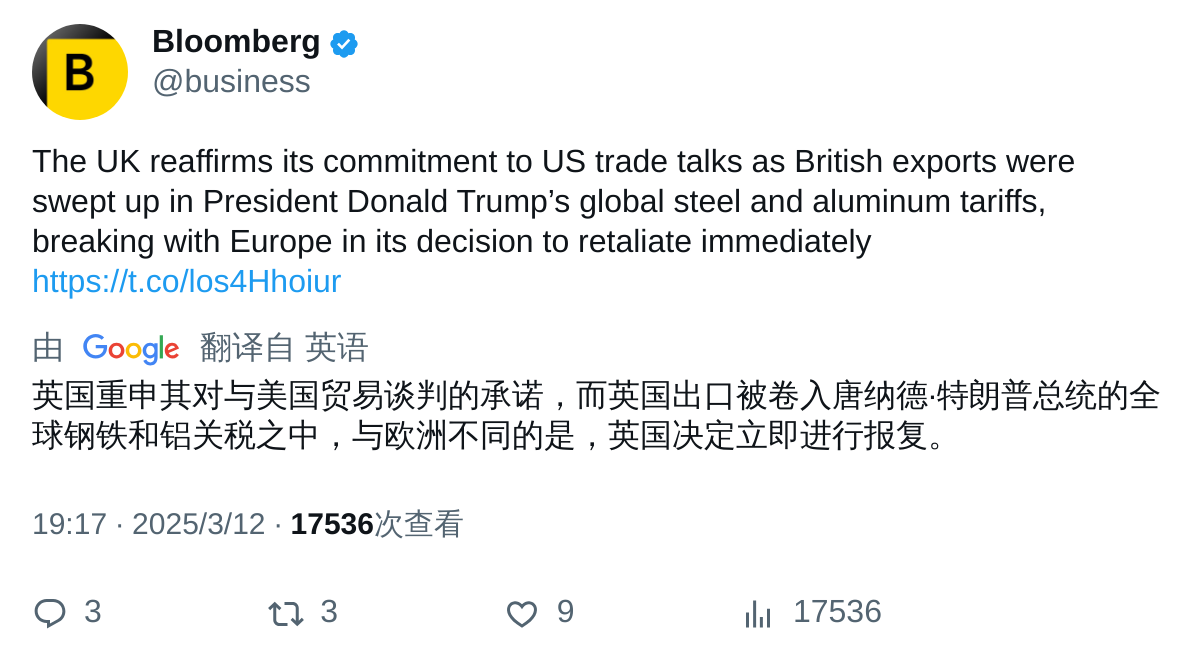 B
Bloomberg
@business
The UK reaffirms its commitment to US trade talks as British exports were
swept up in President Donald Trump’s global steel and aluminum tariffs,
breaking with Europe in its decision to retaliate immediately
https://t.co/los4Hhoiur
由 Google 翻译自 英语
英国重申其对与美国贸易谈判的承诺，而英国出口被卷入唐纳德·特朗普总统的全
球钢铁和铝关税之中，与欧洲不同的是，英国决定立即进行报复。
19:17 · 2025/3/12 · 17536次查看
3 3 9 17536